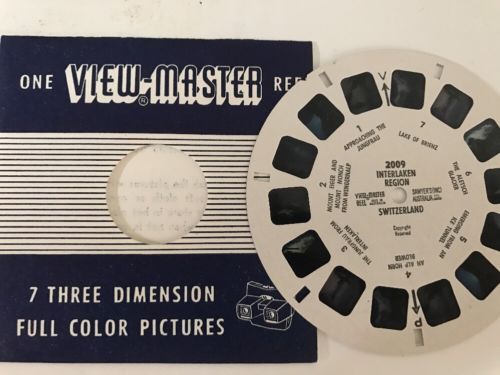 ONE VIEW-MASTER® REE
7 THREE DIMENSION
FULL COLOR PICTURES
2009
INTERLAKEN
REGION
VIEW-MASTER
REEL
SAWYER'S (INC)
AUSTRALIA
SWITZERLAND
Copyright
Reserved
V
1
APPROACHING THE
JUNGFRAU
2
MOUNT EIGER AND
MOUNT MONCH
FROM WENGERNALP
3
THE JUNGFRAU FROM
INTERLAKEN
4
AN ALP HORN
BLOWER
5
EMERGING FROM AN
ICE TUNNEL
6
THE ALETSCH
GLACIER
7
LAKE OF BRIENZ